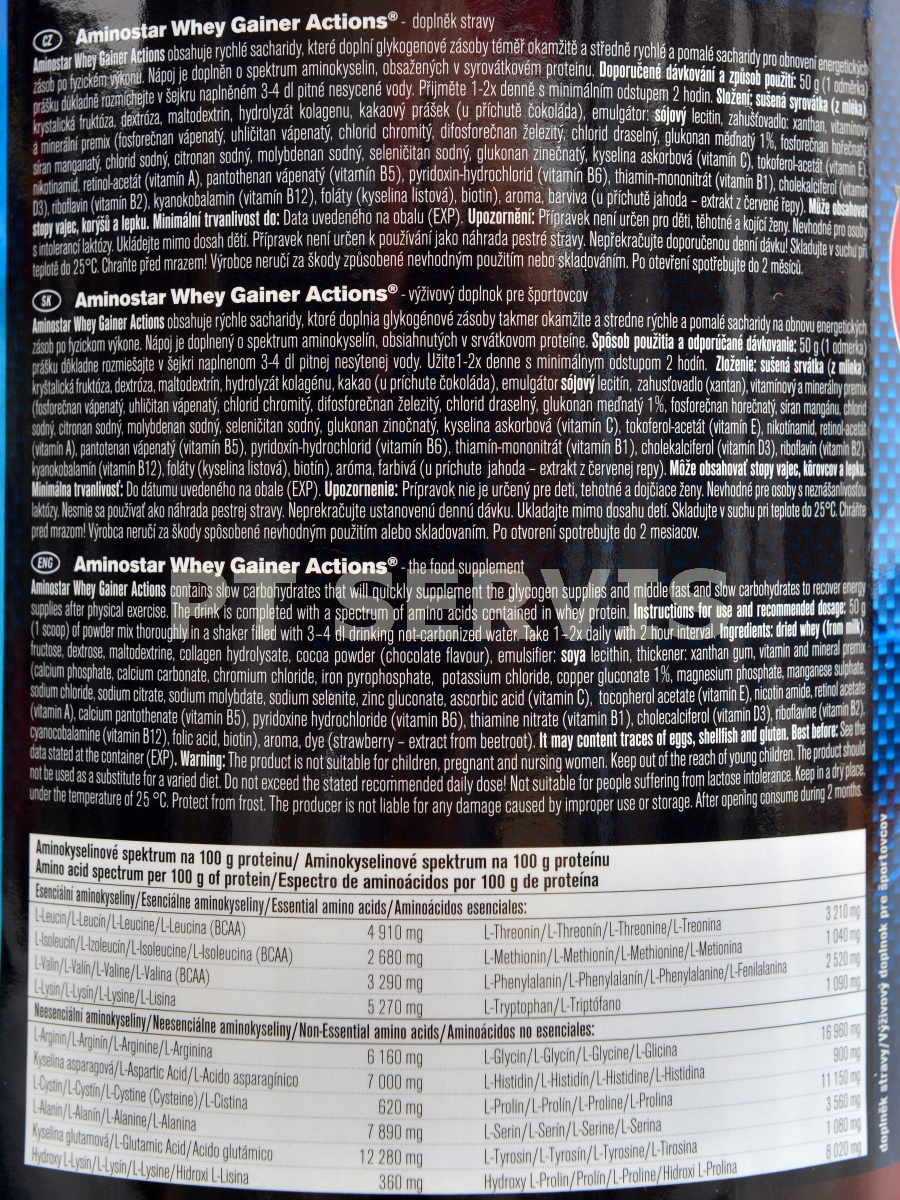 CZ Aminostar Whey Gainer Actions® - doplněk stravy
Aminostar Whey Gainer Actions obsahuje rychlé sacharidy, které doplní glykogenové zásoby téměř okamžitě a středně rychlé a pomalé sacharidy pro obnovení energetických
zásob po fyzickém výkonu. Nápoj je doplněn o spektrum aminokyselin, obsažených v syrovátkovém proteinu. Doporučené dávkování a způsob použití: 50 g (1 odměrka)
prášku důkladně rozmíchejte v šejkru naplněném 3-4 dl pitné nesycené vody. Přijměte 1-2x denně s minimálním odstupem 2 hodin. Složení: sušená syrovátka (z mléka),
krystalická fruktóza, dextróza, maltodextrin, hydrolyzát kolagenu, kakaový prášek (u příchutě čokoláda), emulgátor: sójový lecitin, zahušťovadlo: xanthan, vitamínový
a minerální premix (fosforečnan vápenatý, uhličitan vápenatý, chlorid chromitý, difosforečnan železitý, chlorid draselný, glukonan měďnatý 1%, fosforečnan hořečnatý,
síran manganatý, chlorid sodný, citronan sodný, molybdenan sodný, seleničitan sodný, glukonan zinečnatý, kyselina askorbová (vitamín C), tokoferol-acetát (vitamín E),
nikotinamid, retinol-acetát (vitamín A), pantothenan vápenatý (vitamín B5), pyridoxin-hydrochlorid (vitamín B6), thiamin-mononitrát (vitamín B1), cholekalciferol (vitamín
D3), riboflavin (vitamín B2), kyanokobalamin (vitamín B12), foláty (kyselina listová), biotin), aroma, barviva (u příchutě jahoda – extrakt z červené řepy). Může obsahovat
stopy vajec, korýšů a lepku. Minimální trvanlivost do: Data uvedeného na obalu (EXP). Upozornění: Přípravek není určen pro děti, těhotné a kojící ženy. Nevhodné pro osoby
s intolerancí laktózy. Ukládejte mimo dosah dětí. Přípravek není určen k používání jako náhrada pestré stravy. Nepřekračujte doporučenou denní dávku! Skladujte v suchu při
teplotě do 25°C. Chraňte před mrazem! Výrobce neručí za škody způsobené nevhodným použitím nebo skladováním. Po otevření spotřebujte do 2 měsíců.
SK Aminostar Whey Gainer Actions® - výživový doplnok pre športovcov
Aminostar Whey Gainer Actions obsahuje rýchle sacharidy, ktoré doplnia glykogénové zásoby takmer okamžite a stredne rýchle a pomalé sacharidy na obnovu energetických
zásob po fyzickom výkone. Nápoj je doplnený o spektrum aminokyselín, obsiahnutých v srvátkovom proteíne. Spôsob použitia a odporúčané dávkovanie: 50 g (1 odmerka)
prášku dôkladne rozmiešajte v šejkri naplnenom 3-4 dl pitnej nesýtenej vody. Užite1-2x denne s minimálnym odstupom 2 hodín. Zloženie: sušená srvátka (z mlieka),
kryštalická fruktóza, dextróza, maltodextrín, hydrolyzát kolagénu, kakao (u príchute čokoláda), emulgátor sójový lecitín, zahusťovadlo (xantan), vitamínový a minerálny premix
(fosforečnan vápenatý, uhličitan vápenatý, chlorid chromitý, difosforečnan železitý, chlorid draselný, glukonan meďnatý 1%, fosforečnan horečnatý, síran mangánu, chlorid
sodný, citronan sodný, molybdenan sodný, seleničitan sodný, glukonan zinočnatý, kyselina askorbová (vitamín C), tokoferol-acetát (vitamín E), nikotínamid, retinol-acetát
(vitamín A), pantotenan vápenatý (vitamín B5), pyridoxín-hydrochlorid (vitamín B6), thiamín-mononitrát (vitamín B1), cholekalciferol (vitamín D3), riboflavín (vitamín B2),
kyanokobalamín (vitamín B12), foláty (kyselina listová), biotín), aróma, farbivá (u príchute jahoda – extrakt z červenej repy). Môže obsahovať stopy vajec, kôrovcov a lepku.
Minimálna trvanlivosť: Do dátumu uvedeného na obale (EXP). Upozornenie: Prípravok nie je určený pre deti, tehotné a dojčiace ženy. Nevhodné pre osoby s neznášanlivosťou
laktózy. Nesmie sa používať ako náhrada pestrej stravy. Neprekračujte ustanovenú dennú dávku. Ukladajte mimo dosahu detí. Skladujte v suchu pri teplote do 25°C. Chráňte
pred mrazom! Výrobca neručí za škody spôsobené nevhodným použitím alebo skladovaním. Po otvorení spotrebujte do 2 mesiacov.
ENG Aminostar Whey Gainer Actions® - the food supplement
PT SERVIS
Aminostar Whey Gainer Actions contains slow carbohydrates that will quickly supplement the glycogen supplies and middle fast and slow carbohydrates to recover energy
supplies after physical exercise. The drink is completed with a spectrum of amino acids contained in whey protein. Instructions for use and recommended dosage: 50 g
(1 scoop) of powder mix thoroughly in a shaker filled with 3–4 dl drinking not-carbonized water. Take 1–2x daily with 2 hour interval. Ingredients: dried whey (from milk),
fructose, dextrose, maltodextrine, collagen hydrolysate, cocoa powder (chocolate flavour), emulsifier: soya lecithin, thickener: xanthan gum, vitamin and mineral premix
(calcium phosphate, calcium carbonate, chromium chloride, iron pyrophosphate, potassium chloride, copper gluconate 1%, magnesium phosphate, manganese sulphate,
sodium chloride, sodium citrate, sodium molybdate, sodium selenite, zinc gluconate, ascorbic acid (vitamin C), tocopherol acetate (vitamin E), nicotin amide, retinol acetate
(vitamin A), calcium pantothenate (vitamin B5), pyridoxine hydrochloride (vitamin B6), thiamine nitrate (vitamin B1), cholecalciferol (vitamin D3), riboflavine (vitamin B2),
cyanocobalamine (vitamin B12), folic acid, biotin), aroma, dye (strawberry – extract from beetroot). It may content traces of eggs, shellfish and gluten. Best before: See the
data stated at the container (EXP). Warning: The product is not suitable for children, pregnant and nursing women. Keep out of the reach of young children. The product should
not be used as a substitute for a varied diet. Do not exceed the stated recommended daily dose! Not suitable for people suffering from lactose intolerance. Keep in a dry place,
under the temperature of 25 °C. Protect from frost. The producer is not liable for any damage caused by improper use or storage. After opening consume during 2 months.
Aminokyselinové spektrum na 100 g proteinu/ Aminokyselinové spektrum na 100 g proteínu
Amino acid spectrum per 100 g of protein/Espectro de aminoácidos por 100 g de proteína
Esenciální aminokyseliny/Esenciálne aminokyseliny/Essential amino acids/Aminoácidos esenciales:
L-Leucin/L-Leucín/L-Leucine/L-Leucina (BCAA) 4 910 mg L-Threonin/L-Threonín/L-Threonine/L-Treonina 3 210 mg
L-Isoleucin/L-Izoleucín/L-Isoleucine/L-Isoleucina (BCAA) 2 680 mg L-Methionin/L-Methionín/L-Methionine/L-Metionina 1 040 mg
L-Valin/L-Valín/L-Valine/L-Valina (BCAA) 3 290 mg L-Phenylalanin/L-Phenylalanín/L-Phenylalanine/L-Fenilalanina 2 520 mg
L-Lysin/L-Lysín/L-Lysine/L-Lisina 5 270 mg L-Tryptophan/L-Triptófano 1 090 mg
Neesenciální aminokyseliny/Neesenciálne aminokyseliny/Non-Essential amino acids/Aminoácidos no esenciales:
L-Arginin/L-Arginín/L-Arginine/L-Arginina 6 160 mg L-Glycin/L-Glycín/L-Glycine/L-Glicina 16 960 mg
Kyselina asparagová/L-Aspartic Acid/L-Acido asparagínico 7 000 mg L-Histidin/L-Histidín/L-Histidine/L-Histidina 900 mg
L-Cystin/L-Cystín/L-Cystine (Cysteine)/L-Cistina 620 mg L-Prolin/L-Prolín/L-Proline/L-Prolina 11 150 mg
L-Alanin/L-Alanín/L-Alanine/L-Alanina 7 890 mg L-Serin/L-Serín/L-Serine/L-Serina 3 560 mg
Kyselina glutamová/L-Glutamic Acid/Acido glutámico 12 280 mg L-Tyrosin/L-Tyrosín/L-Tyrosine/L-Tirosina 1 080 mg
Hydroxy L-Lysin/L-Lysín/L-Lysine/Hidroxi L-Lisina 360 mg Hydroxy L-Prolin/Prolín/L-Proline/Hidroxi L-Prolina 8 020 mg
doplněk stravy/Výživový doplnok pre športovcov